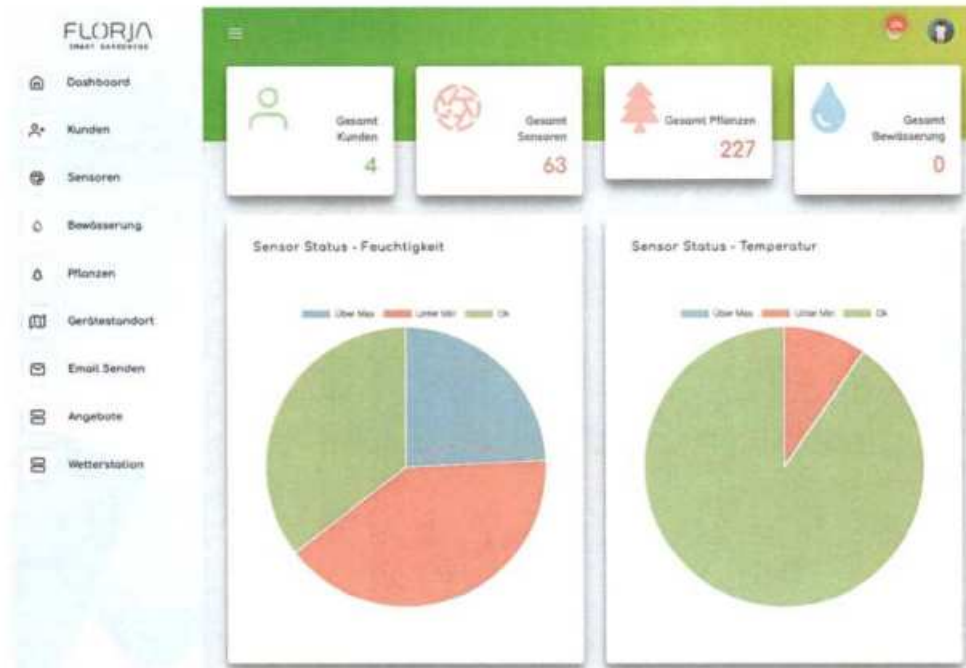 FLORJA
SMART GARDENING
Dashboard
Kunden
Sensoren
Bewässerung
Pflanzen
Gerätestandort
Email Senden
Angebote
Wetterstation
Gesamt
Kunden
4
Gesamt
Sensoren
63
Gesamt Pflanzen
227
Gesamt
Bewässerung
0
Sensor Status - Feuchtigkeit
Über Max Unter Min Ok
Sensor Status - Temperatur
Über Max Unter Min Ok